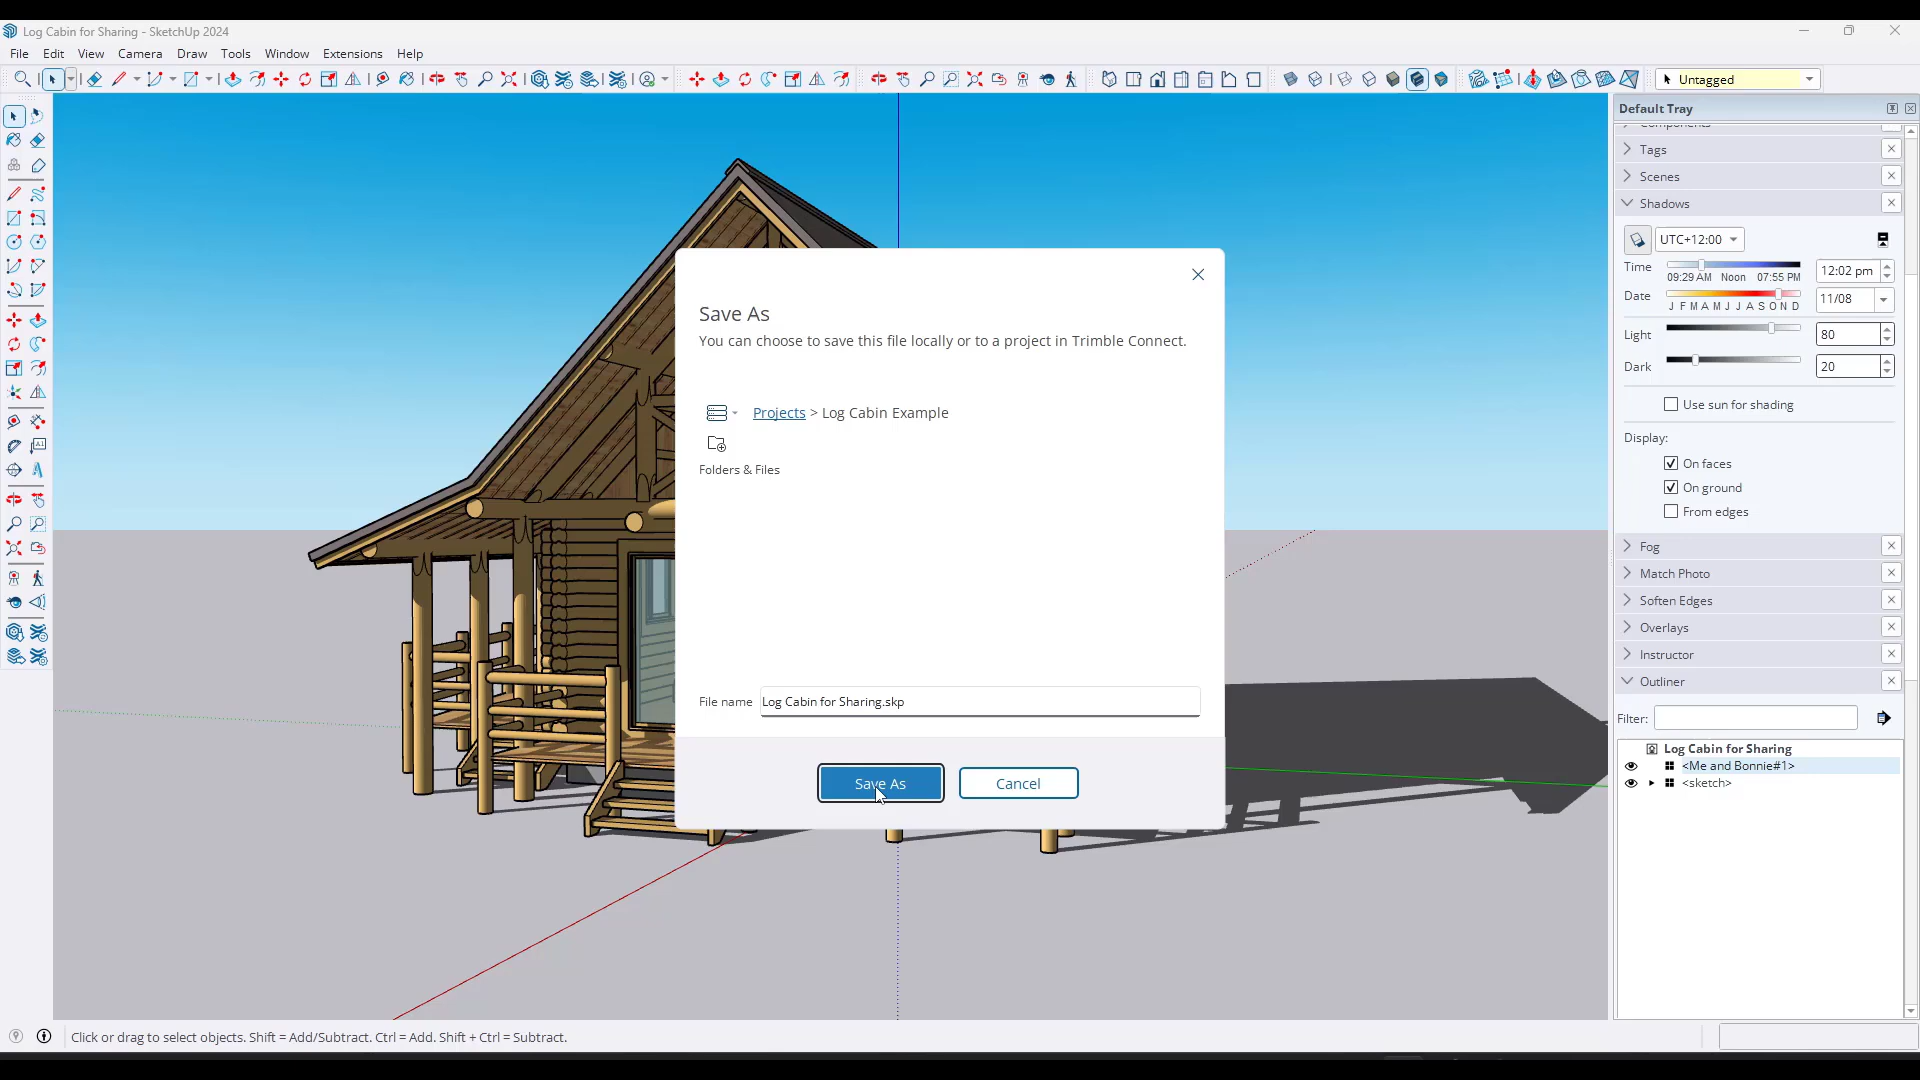 Log Cabin for Sharing - SketchUp 2024
File Edit View Camera Draw Tools Window Extensions Help
Untagged
Default Tray
Components
Tags
Scenes
Shadows
UTC+12:00
Time
09:29 AM Noon 07:55 PM
12:02 pm
Date
J F M A M J J A S O N D
11/08
Light
80
Dark
20
Use sun for shading
Display:
On faces
On ground
From edges
Fog
Match Photo
Soften Edges
Overlays
Instructor
Outliner
Filter:
Log Cabin for Sharing
<Me and Bonnie#1>
<sketch>
Save As
You can choose to save this file locally or to a project in Trimble Connect.
Projects > Log Cabin Example
Folders & Files
File name Log Cabin for Sharing.skp
Save As Cancel
Click or drag to select objects. Shift = Add/Subtract. Ctrl = Add. Shift + Ctrl = Subtract.